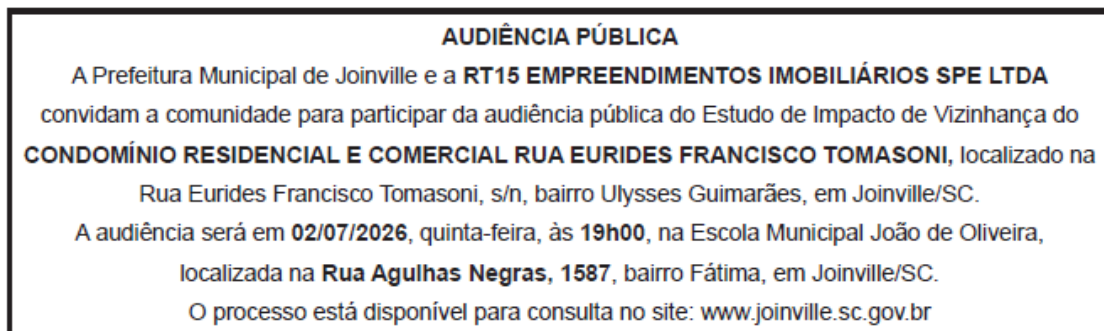 AUDIÊNCIA PÚBLICA
A Prefeitura Municipal de Joinville e a RT15 EMPREENDIMENTOS IMOBILIÁRIOS SPE LTDA
convidam a comunidade para participar da audiência pública do Estudo de Impacto de Vizinhança do
CONDOMÍNIO RESIDENCIAL E COMERCIAL RUA EURIDES FRANCISCO TOMASONI, localizado na
Rua Eurides Francisco Tomasoni, s/n, bairro Ulysses Guimarães, em Joinville/SC.
A audiência será em 02/07/2026, quinta-feira, às 19h00, na Escola Municipal João de Oliveira,
localizada na Rua Agulhas Negras, 1587, bairro Fátima, em Joinville/SC.
O processo está disponível para consulta no site: www.joinville.sc.gov.br